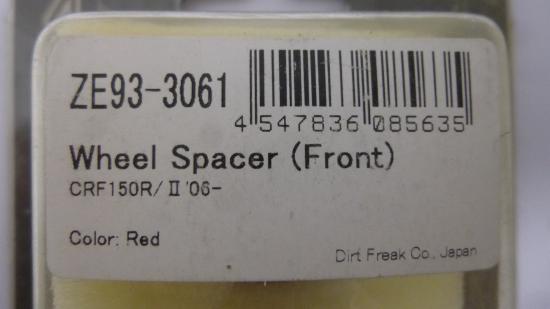 ZE93-3061
4 547836 085635
Wheel Spacer (Front)
CRF150R/Ⅱ'06-
Color: Red
Dirt Freak Co., Japan